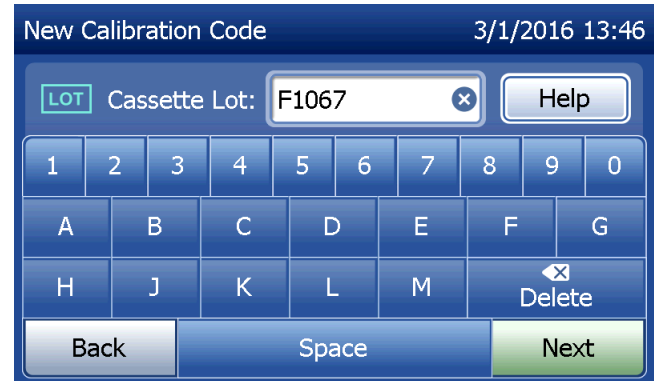 New Calibration Code 3/1/2016 13:46
LOT Cassette Lot: F1067 Help
1 2 3 4 5 6 7 8 9 0
A B C D E F G
H J K L M Delete
Back Space Next